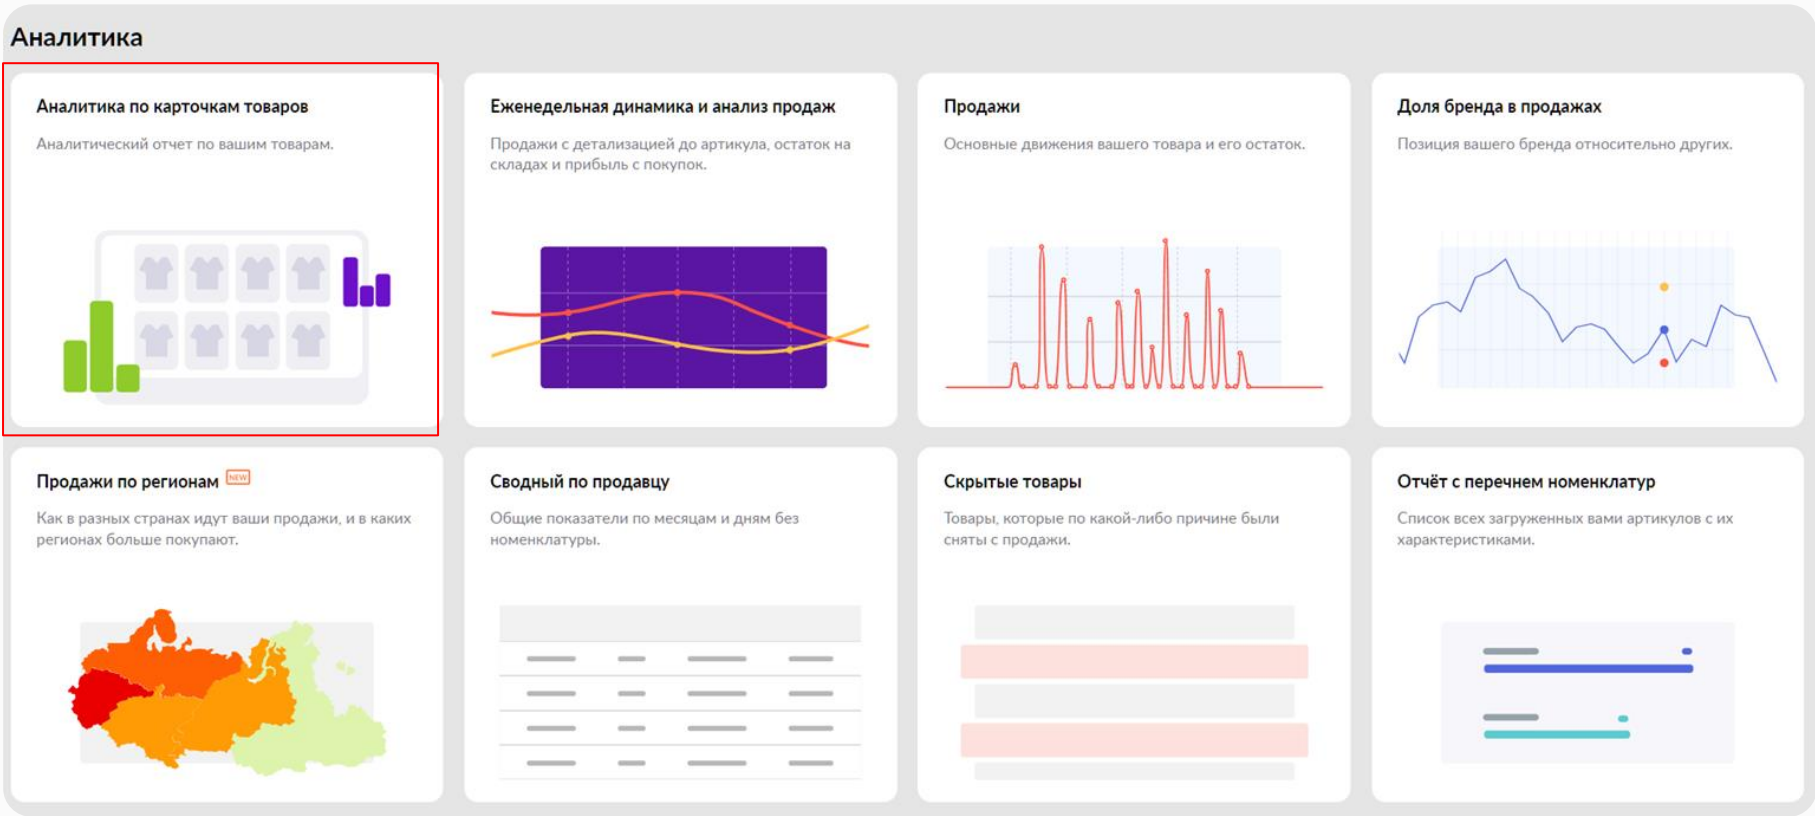 Аналитика
Аналитика по карточкам товаров
Аналитический отчет по вашим товарам.
Еженедельная динамика и анализ продаж
Продажи с детализацией до артикула, остаток на
складах и прибыль с покупок.
Продажи
Основные движения вашего товара и его остаток.
Доля бренда в продажах
Позиция вашего бренда относительно других.
Продажи по регионам NEW
Как в разных странах идут ваши продажи, и в каких
регионах больше покупают.
Сводный по продавцу
Общие показатели по месяцам и дням без
номенклатуры.
Скрытые товары
Товары, которые по какой-либо причине были
сняты с продажи.
Отчёт с перечнем номенклатур
Список всех загруженных вами артикулов с их
характеристиками.